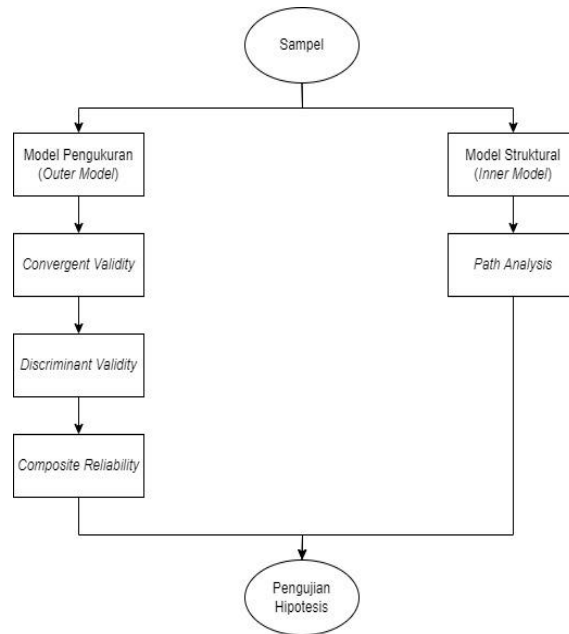 Sampel
Model Pengukuran
(Outer Model)
Model Struktural
(Inner Model)
Convergent Validity
Path Analysis
Discriminant Validity
Composite Reliability
Pengujian
Hipotesis